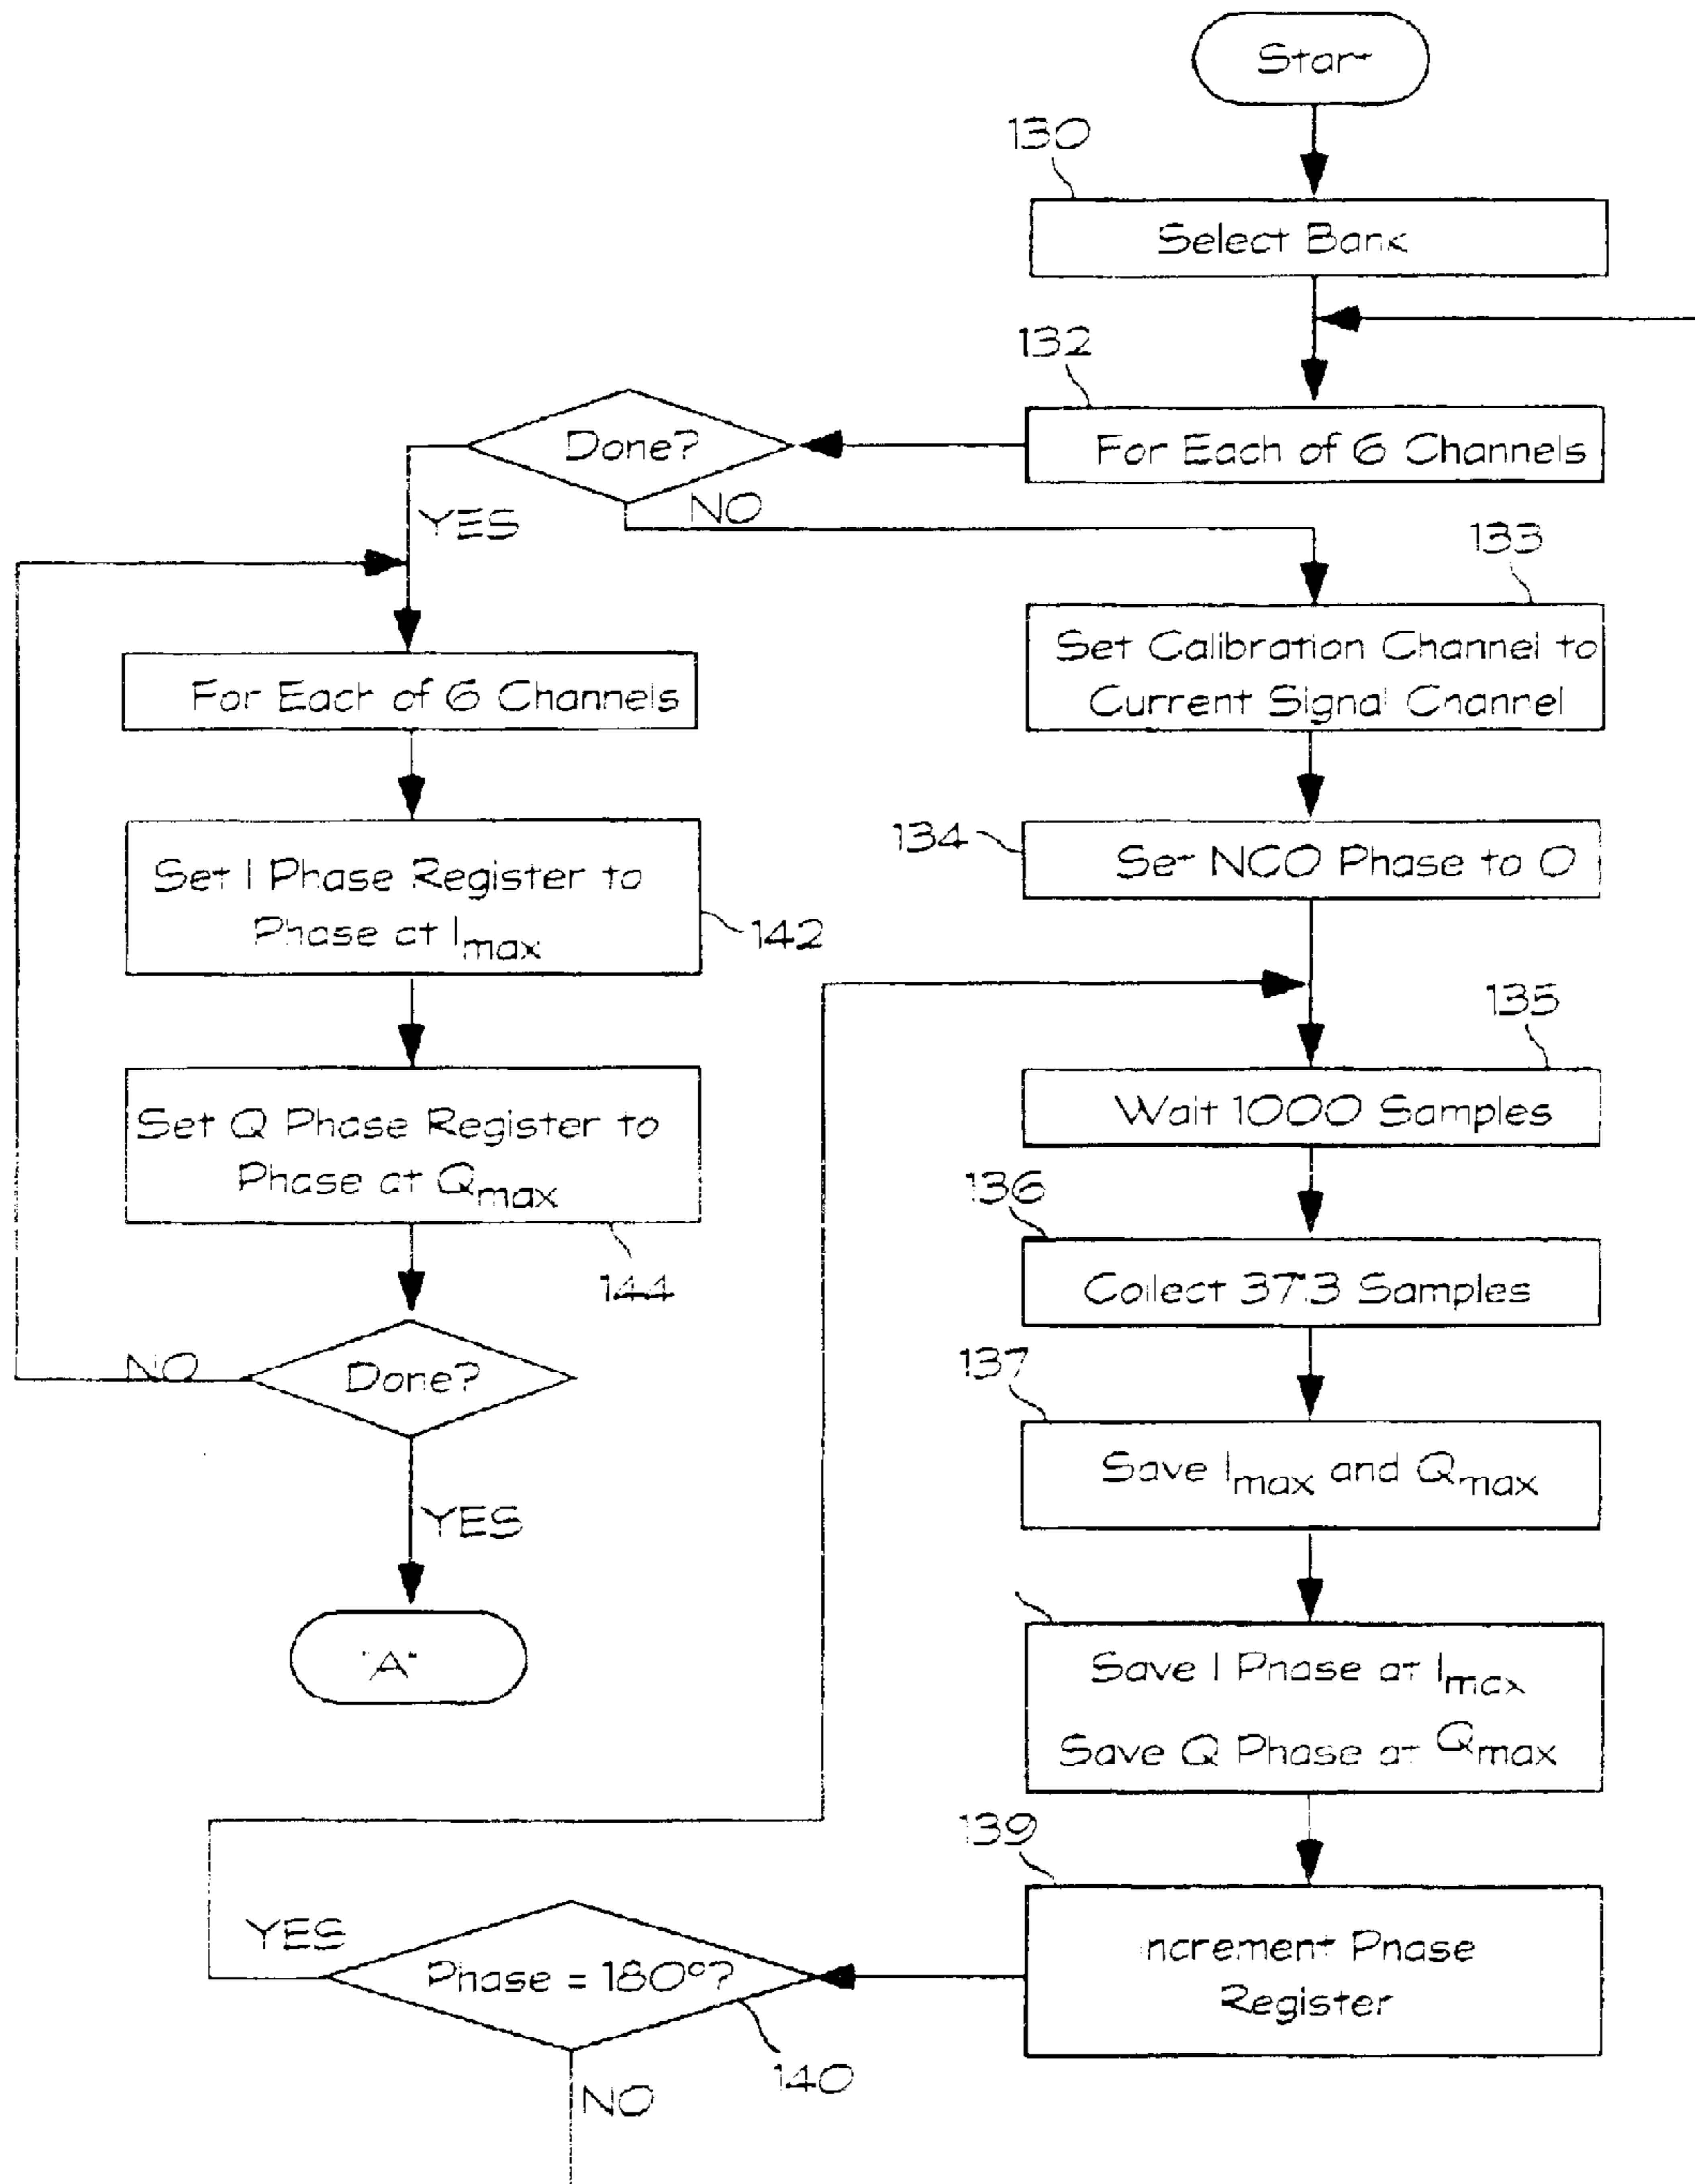 Start
130
Select Bank
132
For Each of 6 Channels
Done?
NO
YES
133
Set Calibration Channel to
Current Signal Channel
For Each of 6 Channels
134
Set NCO Phase to 0
Set I Phase Register to
Phase at Imax
142
135
Wait 1000 Samples
Set Q Phase Register to
Phase at Qmax
144
136
Collect 3713 Samples
Done?
NO
YES
"A"
137
Save Imax and Qmax
Save I Phase at Imax
Save Q Phase at Qmax
139
Increment Phase
Register
YES
Phase = 180°?
140
NO